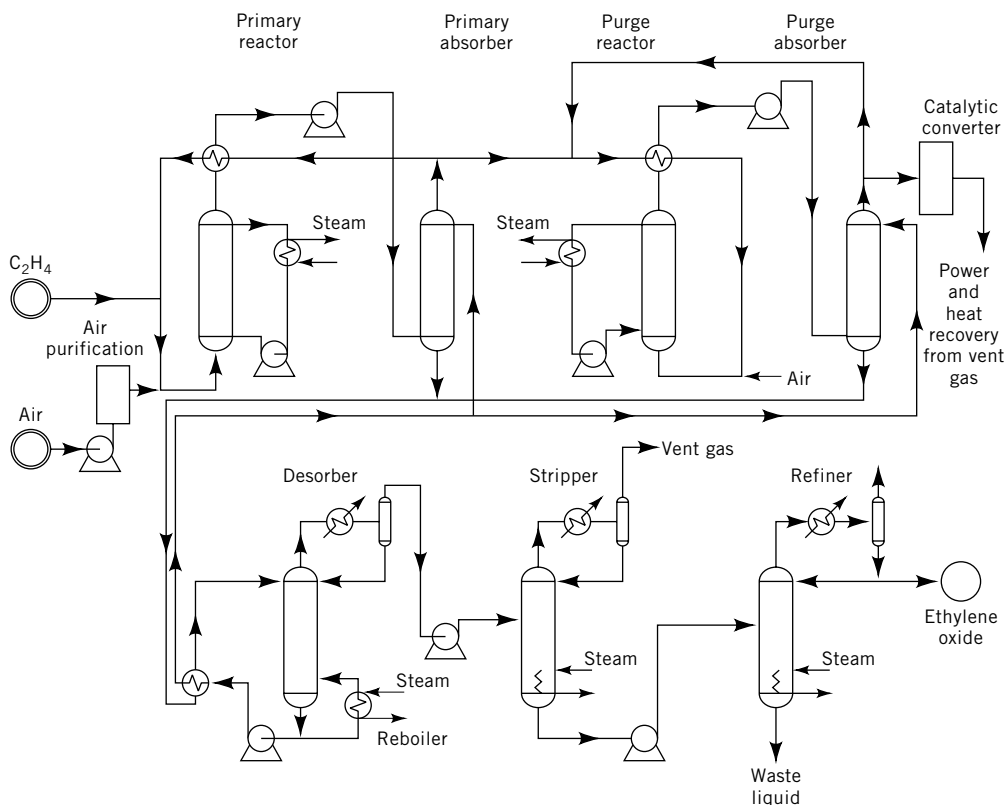 Primary
reactor
Primary
absorber
Purge
reactor
Purge
absorber
Catalytic
converter
Steam
Steam
C₂H₄
Air
purification
Power
and
heat
recovery
from vent
gas
Air
Air
Vent gas
Desorber
Stripper
Refiner
Ethylene
oxide
Steam
Steam
Steam
Reboiler
Waste
liquid